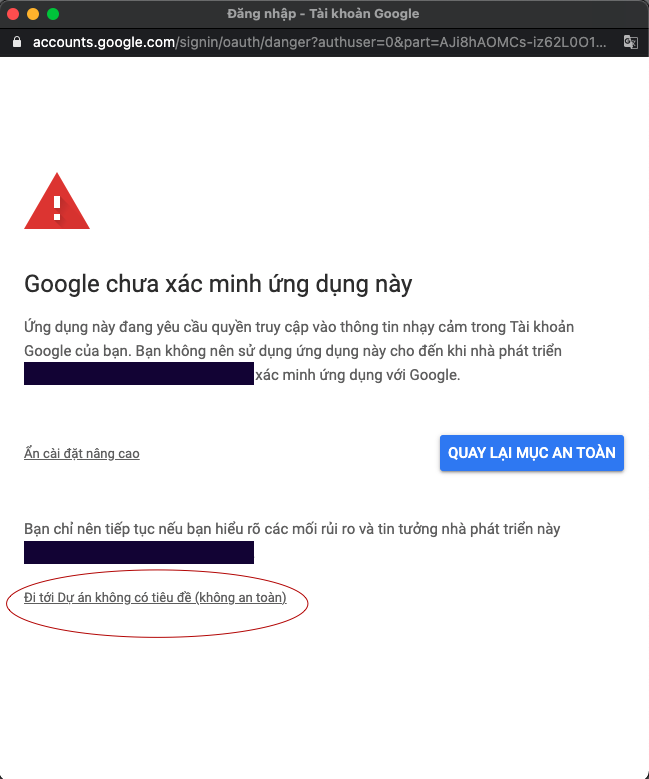 Đăng nhập - Tài khoản Google
accounts.google.com/signin/oauth/danger?authuser=0&part=AJi8hAOMCs-iz62L0O1...
Google chưa xác minh ứng dụng này
Ứng dụng này đang yêu cầu quyền truy cập vào thông tin nhạy cảm trong Tài khoản
Google của bạn. Bạn không nên sử dụng ứng dụng này cho đến khi nhà phát triển
xác minh ứng dụng với Google.
Ẩn cài đặt nâng cao
QUAY LẠI MỤC AN TOÀN
Bạn chỉ nên tiếp tục nếu bạn hiểu rõ các mối rủi ro và tin tưởng nhà phát triển này
Đi tới Dự án không có tiêu đề (không an toàn)